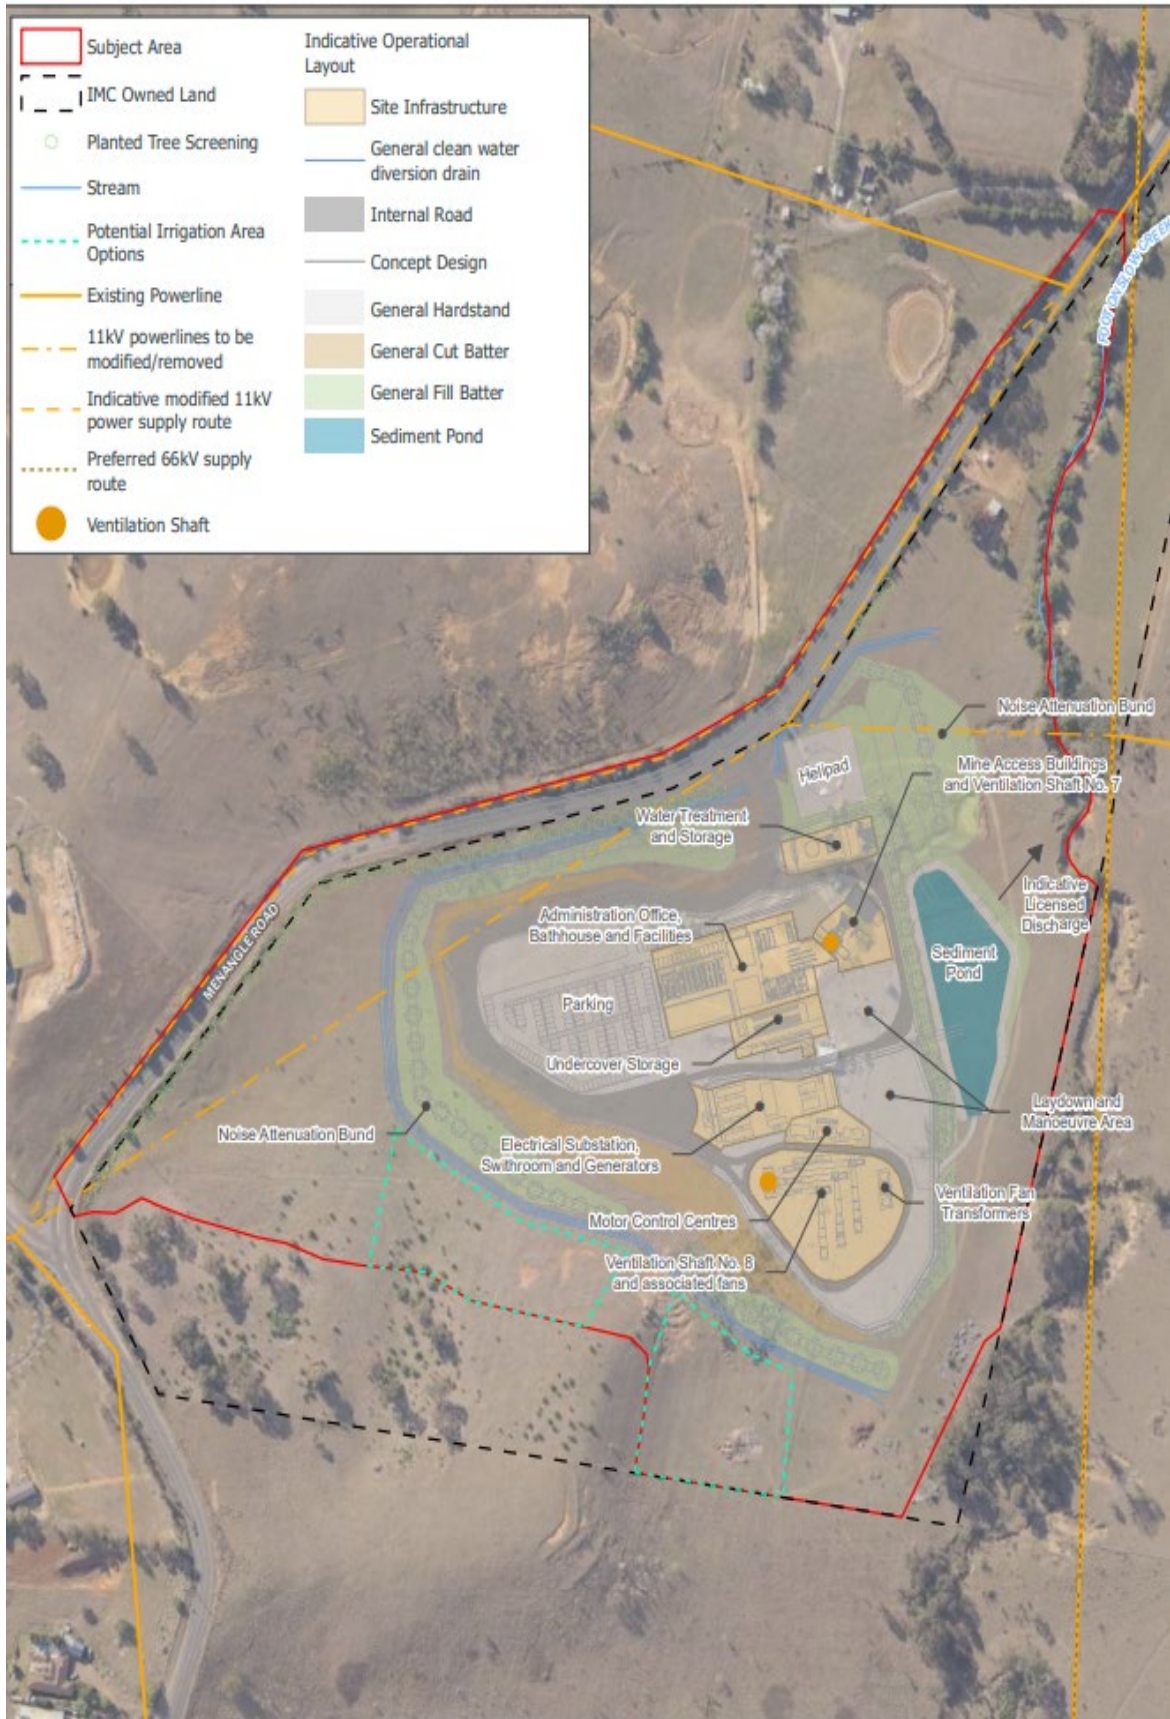 Subject Area
IMC Owned Land
Planted Tree Screening
Stream
Potential Irrigation Area
Options
Existing Powerline
11kV powerlines to be
modified/removed
Indicative modified 11kV
power supply route
Preferred 66kV supply
route
Ventilation Shaft
Indicative Operational
Layout
Site Infrastructure
General clean water
diversion drain
Internal Road
Concept Design
General Hardstand
General Cut Batter
General Fill Batter
Sediment Pond
FOOT ONSLOW CREEK
Noise Attenuation Bund
Helipad
Mine Access Buildings
and Ventilation Shaft No. 7
Water Treatment
and Storage
Indicative
Licensed
Discharge
Administration Office,
Bathhouse and Facilities
MENANGLE ROAD
Sediment
Pond
Parking
Undercover Storage
Laydown and
Manoeuvre Area
Noise Attenuation Bund
Electrical Substation,
Swithroom and Generators
Ventilation Fan
Transformers
Motor Control Centres
Ventilation Shaft No. 8
and associated fans